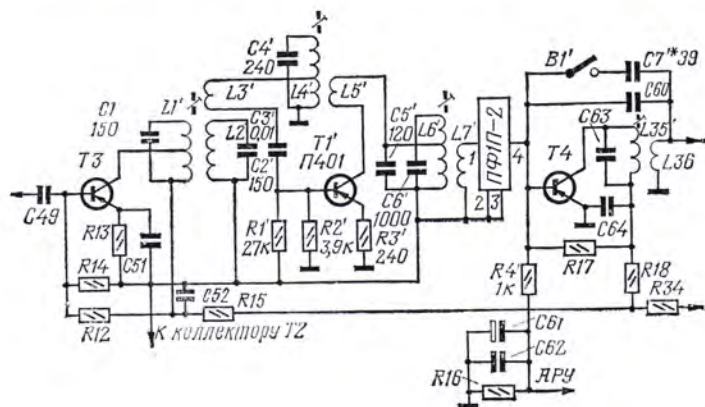 C4'
240
L3'
L4'
L5'
C1
150
L1'
L2
C3'
0,01
C2'
150
T1'
П401
C5'
120
L6'
L7'
1
ПФ1П-2
4
2
3
C6'
1000
B1'
C7'*39
C60
C63
L35'
L36
T3
T4
C49
R13
C51
R14
R1'
27к
R2'
3,9к
R3'
240
C64
R17
R4'
1к
R18
R34
C52
R15
R12
К коллектору T2
C61
C62
R16
АРУ